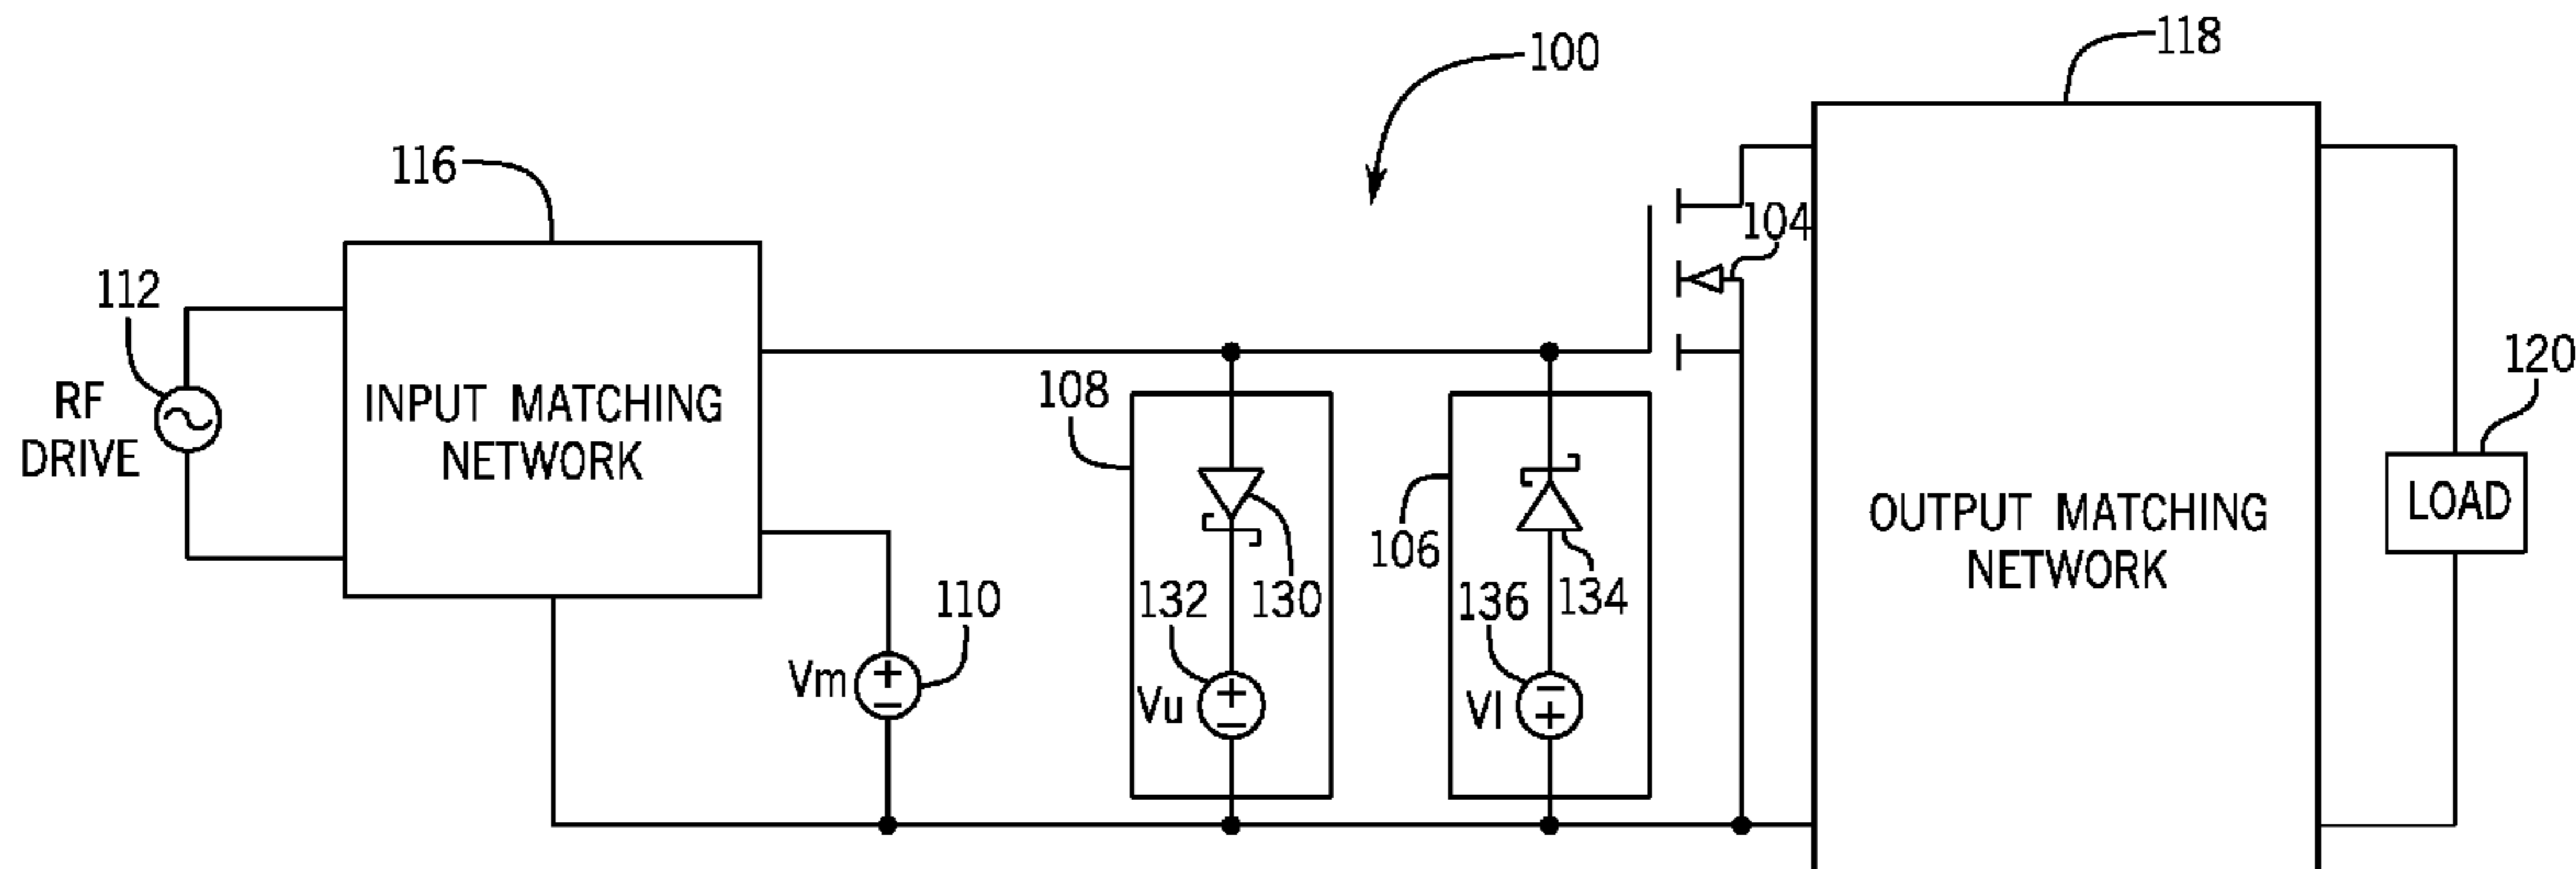 100
118
116
104
112
RF
DRIVE
INPUT MATCHING
NETWORK
108
106
120
LOAD
OUTPUT MATCHING
NETWORK
110
Vm
+
−
132
130
Vu
+
−
136
134
Vl
−
+